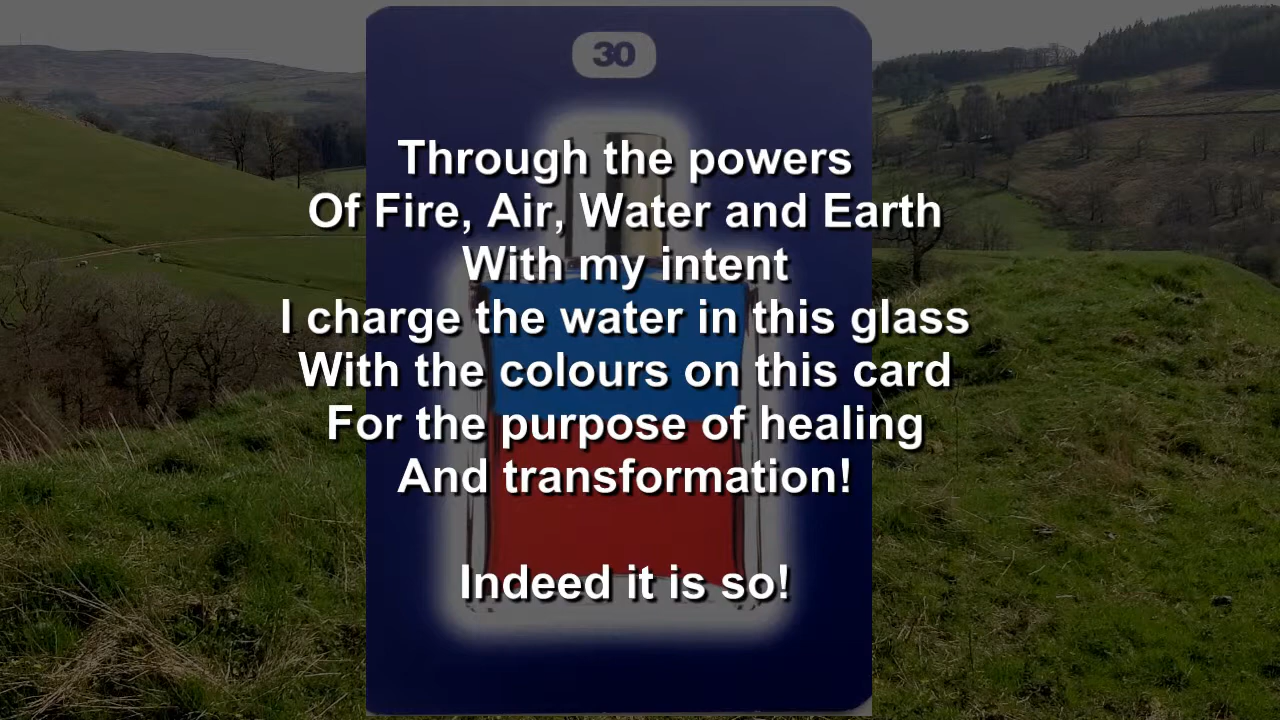 30
Through the powers
Of Fire, Air, Water and Earth
With my intent
I charge the water in this glass
With the colours on this card
For the purpose of healing
And transformation!
Indeed it is so!